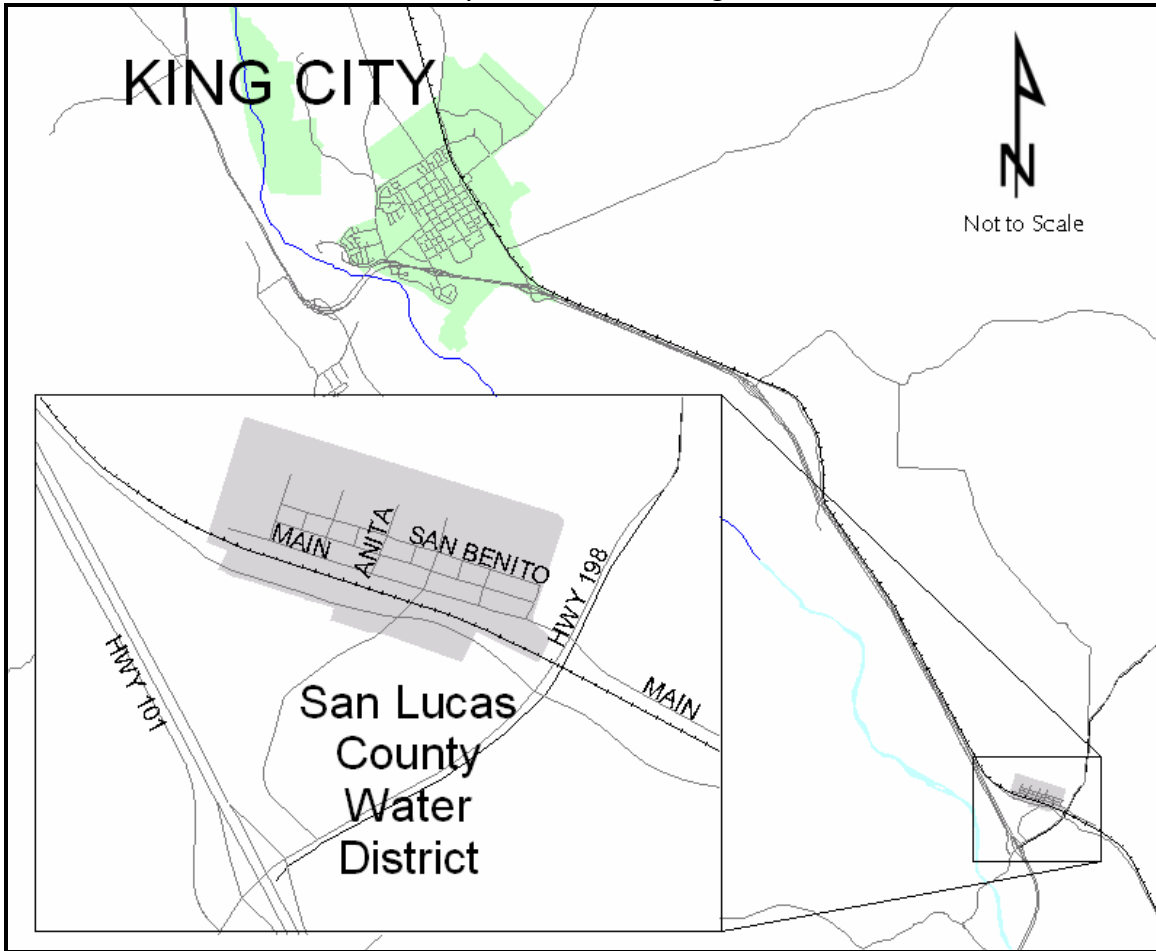 KING CITY
N
Not to Scale
MAIN
ANITA
SAN BENITO
HWY 198
HWY 101
MAIN
San Lucas
County
Water
District